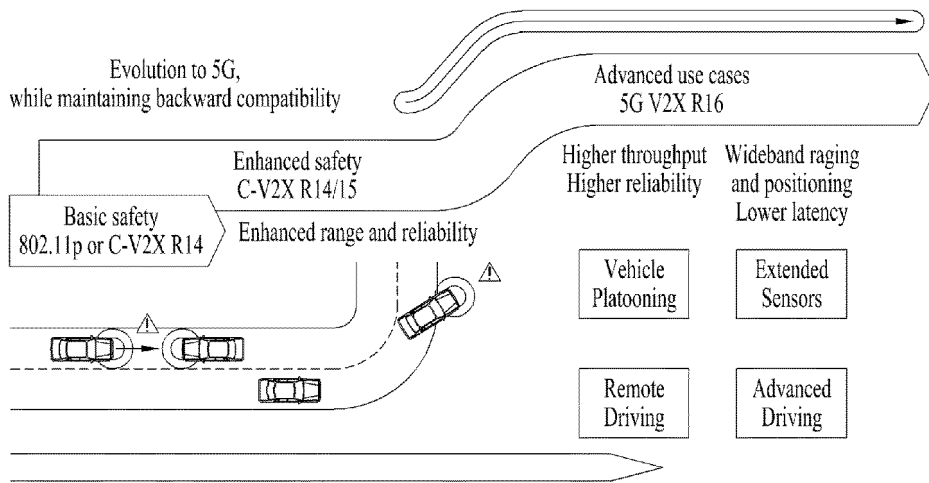 Evolution to 5G,
while maintaining backward compatibility
Advanced use cases
5G V2X R16
Enhanced safety
C-V2X R14/15
Basic safety
802.11p or C-V2X R14
Enhanced range and reliability
Higher throughput
Higher reliability
Wideband raging
and positioning
Lower latency
Vehicle
Platooning
Extended
Sensors
Remote
Driving
Advanced
Driving